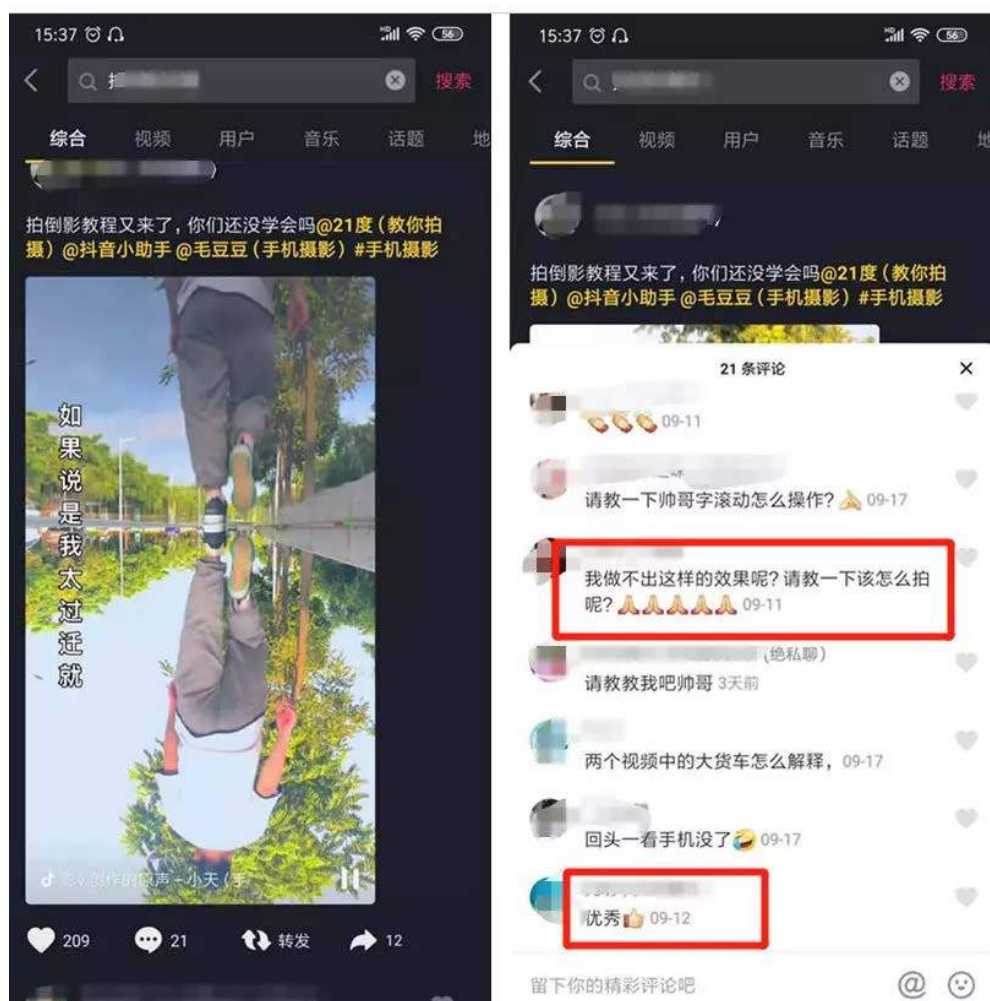 15:37
HD
56
搜索
综合 视频 用户 音乐 话题 地
拍倒影教程又来了，你们还没学会吗@21度（教你拍
摄）@抖音小助手 @毛豆豆（手机摄影）#手机摄影
如果说是我太过迁就
209
21
转发
12
15:37
HD
56
搜索
综合 视频 用户 音乐 话题 地
拍倒影教程又来了，你们还没学会吗@21度（教你拍
摄）@抖音小助手 @毛豆豆（手机摄影）#手机摄影
21 条评论
09-11
请教一下帅哥字滚动怎么操作？🙏 09-17
我做不出这样的效果呢？请教一下该怎么拍
呢？🙏🙏🙏🙏🙏 09-11
（绝私聊）
请教教我吧帅哥 3天前
两个视频中的大货车怎么解释，09-17
回头一看手机没了🤣 09-17
优秀👍 09-12
留下你的精彩评论吧